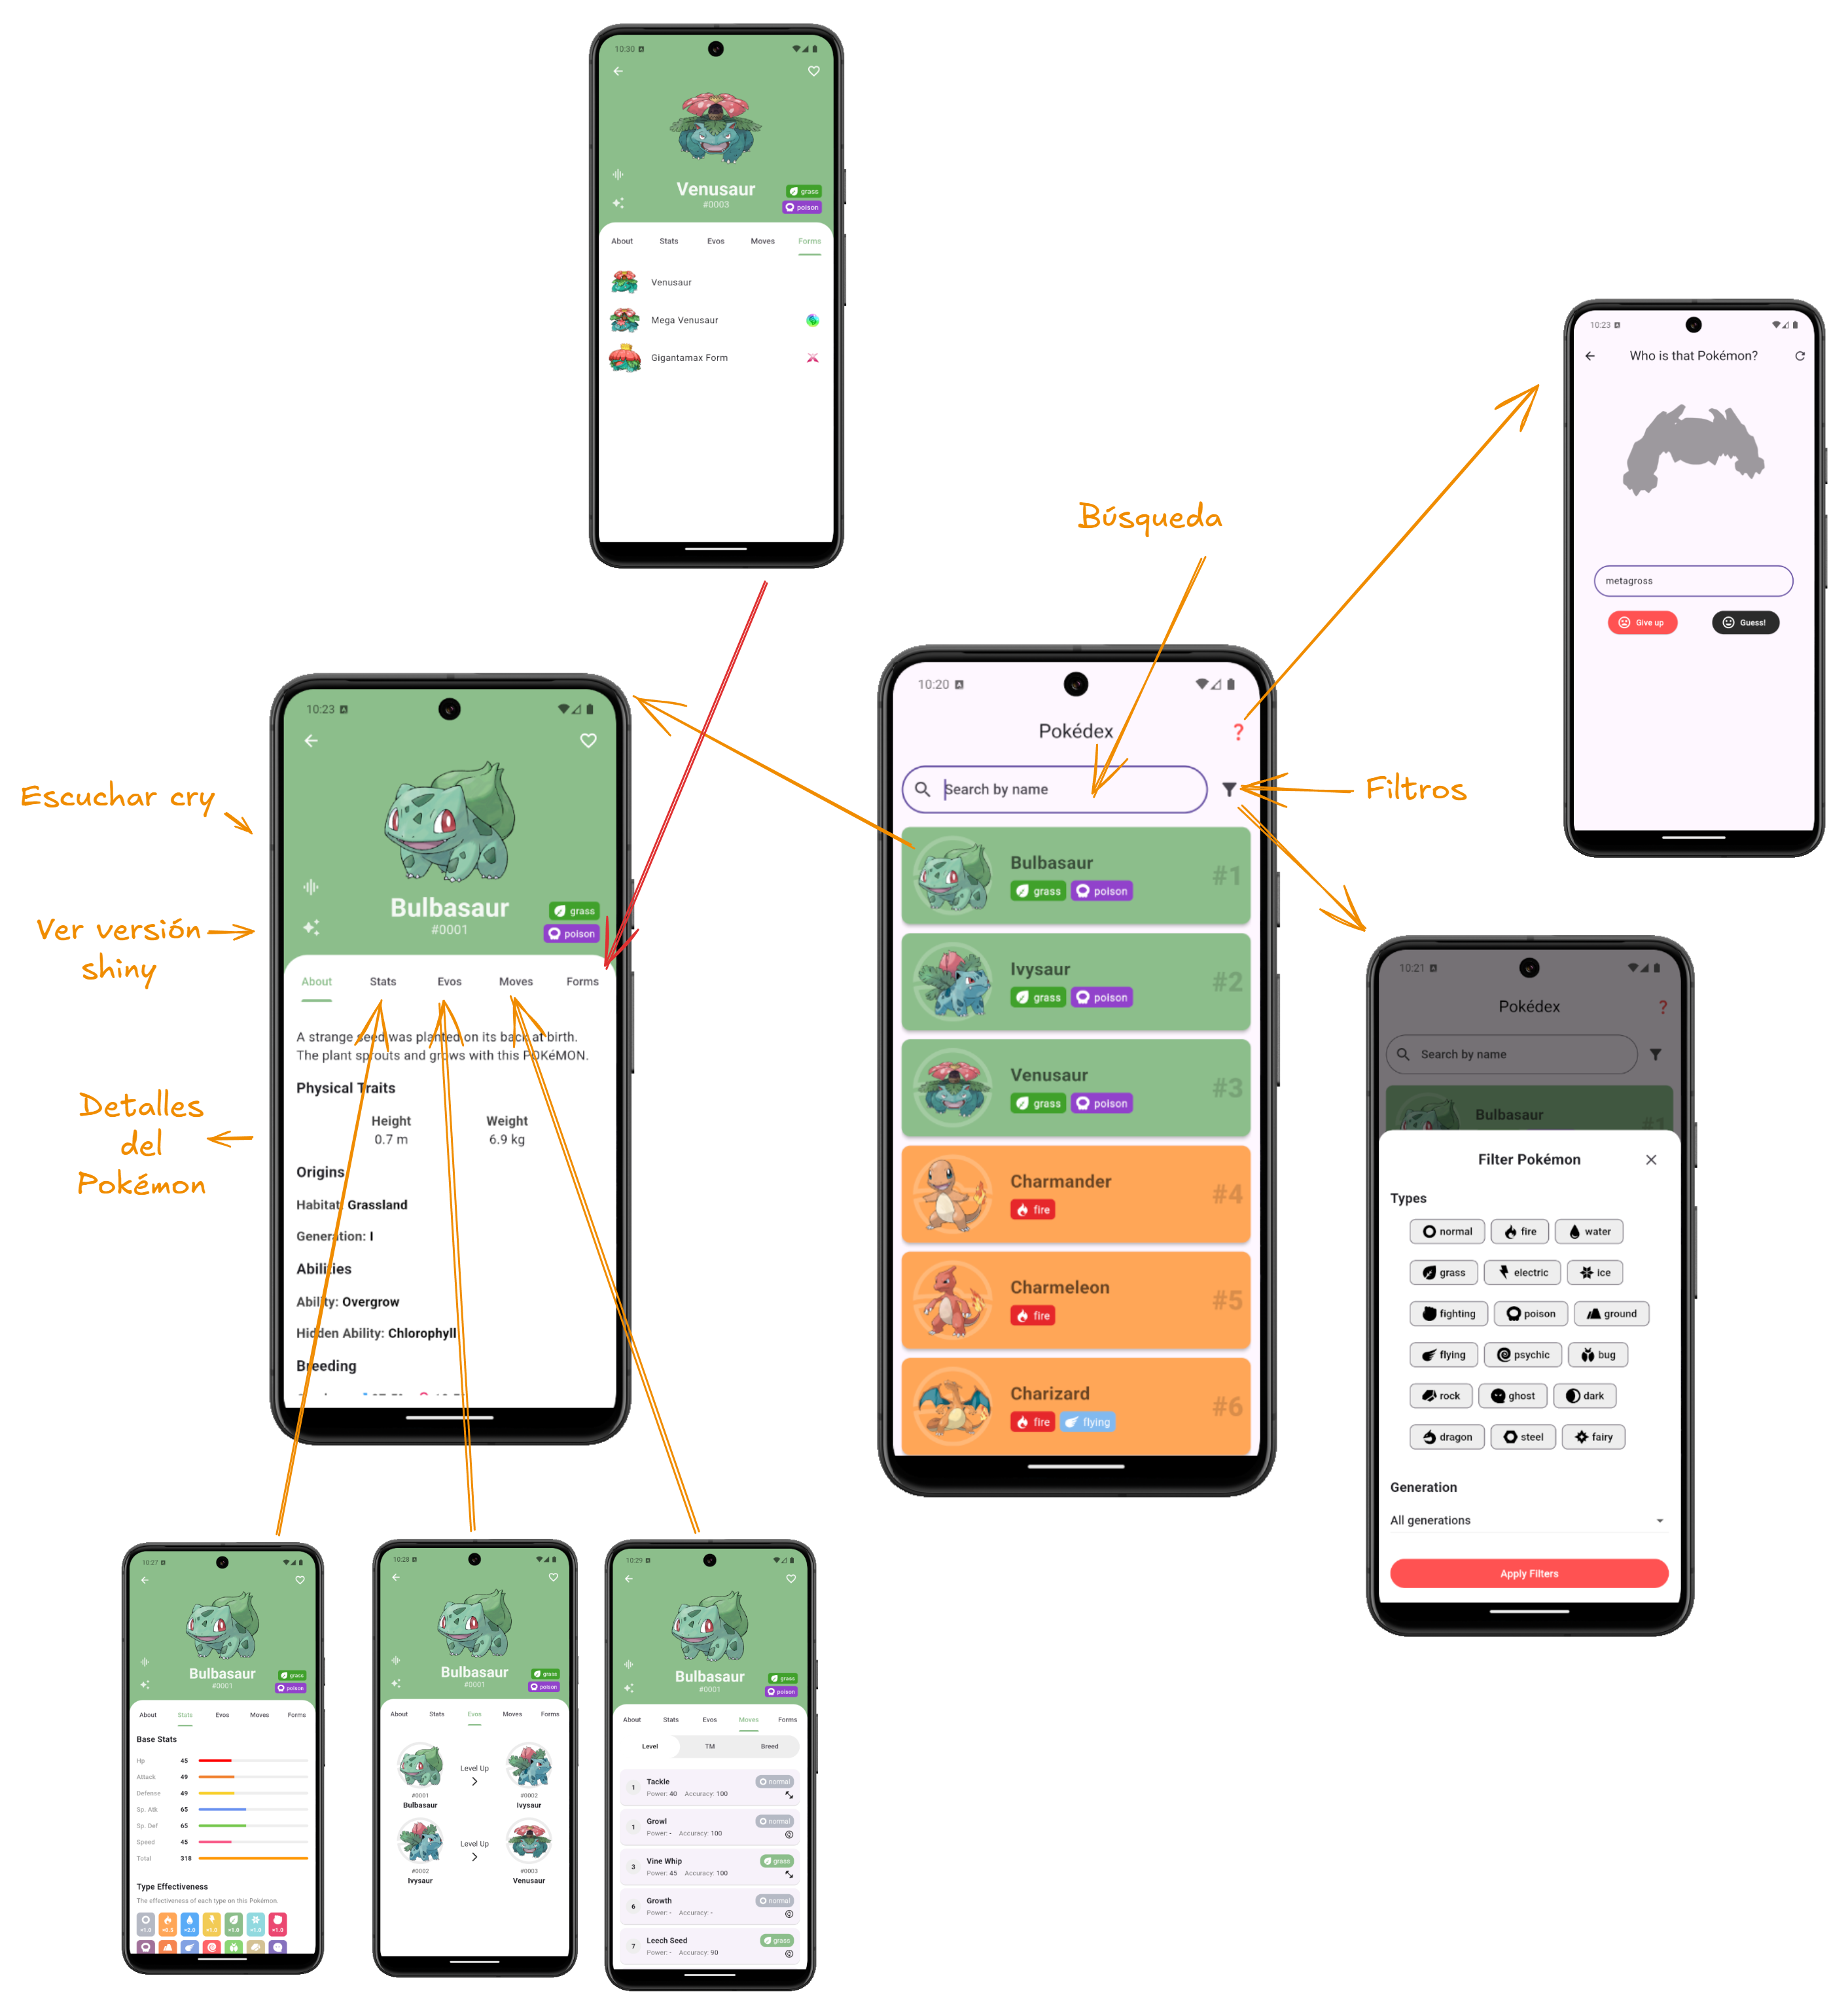 10:30
Venusaur
#0003
grass
poison
About Stats Evos Moves Forms
Venusaur
Mega Venusaur
Gigantamax Form
10:23
Who is that Pokémon?
metagross
Give up Guess!
Búsqueda
Filtros
Escuchar cry
Ver versión
shiny
Detalles
del
Pokémon
10:23
Bulbasaur
#0001
grass
poison
About Stats Evos Moves Forms
A strange seed was planted on its back at birth.
The plant sprouts and grows with this POKéMON.
Physical Traits
Height Weight
0.7 m 6.9 kg
Origins
Habitat: Grassland
Generation: I
Abilities
Ability: Overgrow
Hidden Ability: Chlorophyll
Breeding
10:20
Pokédex ?
Search by name
Bulbasaur
grass poison
#1
Ivysaur
grass poison
#2
Venusaur
grass poison
#3
Charmander
fire
#4
Charmeleon
fire
#5
Charizard
fire flying
#6
10:21
Pokédex ?
Search by name
Bulbasaur
#1
Filter Pokémon
Types
normal fire water
grass electric ice
fighting poison ground
flying psychic bug
rock ghost dark
dragon steel fairy
Generation
All generations
Apply Filters
10:27
Bulbasaur
#0001
grass
poison
About Stats Evos Moves Forms
Base Stats
Hp 45
Attack 49
Defense 49
Sp. Atk 65
Sp. Def 65
Speed 45
Total 318
Type Effectiveness
The effectiveness of each type on this Pokémon.
10:28
Bulbasaur
#0001
grass
poison
About Stats Evos Moves Forms
Level Up
#0001 #0002
Bulbasaur Ivysaur
Level Up
#0002 #0003
Ivysaur Venusaur
10:29
Bulbasaur
#0001
grass
poison
About Stats Evos Moves Forms
Level TM Breed
1 Tackle normal
Power: 40 Accuracy: 100
1 Growl normal
Power: - Accuracy: 100
3 Vine Whip grass
Power: 45 Accuracy: 100
6 Growth normal
Power: - Accuracy: -
7 Leech Seed grass
Power: - Accuracy: 90